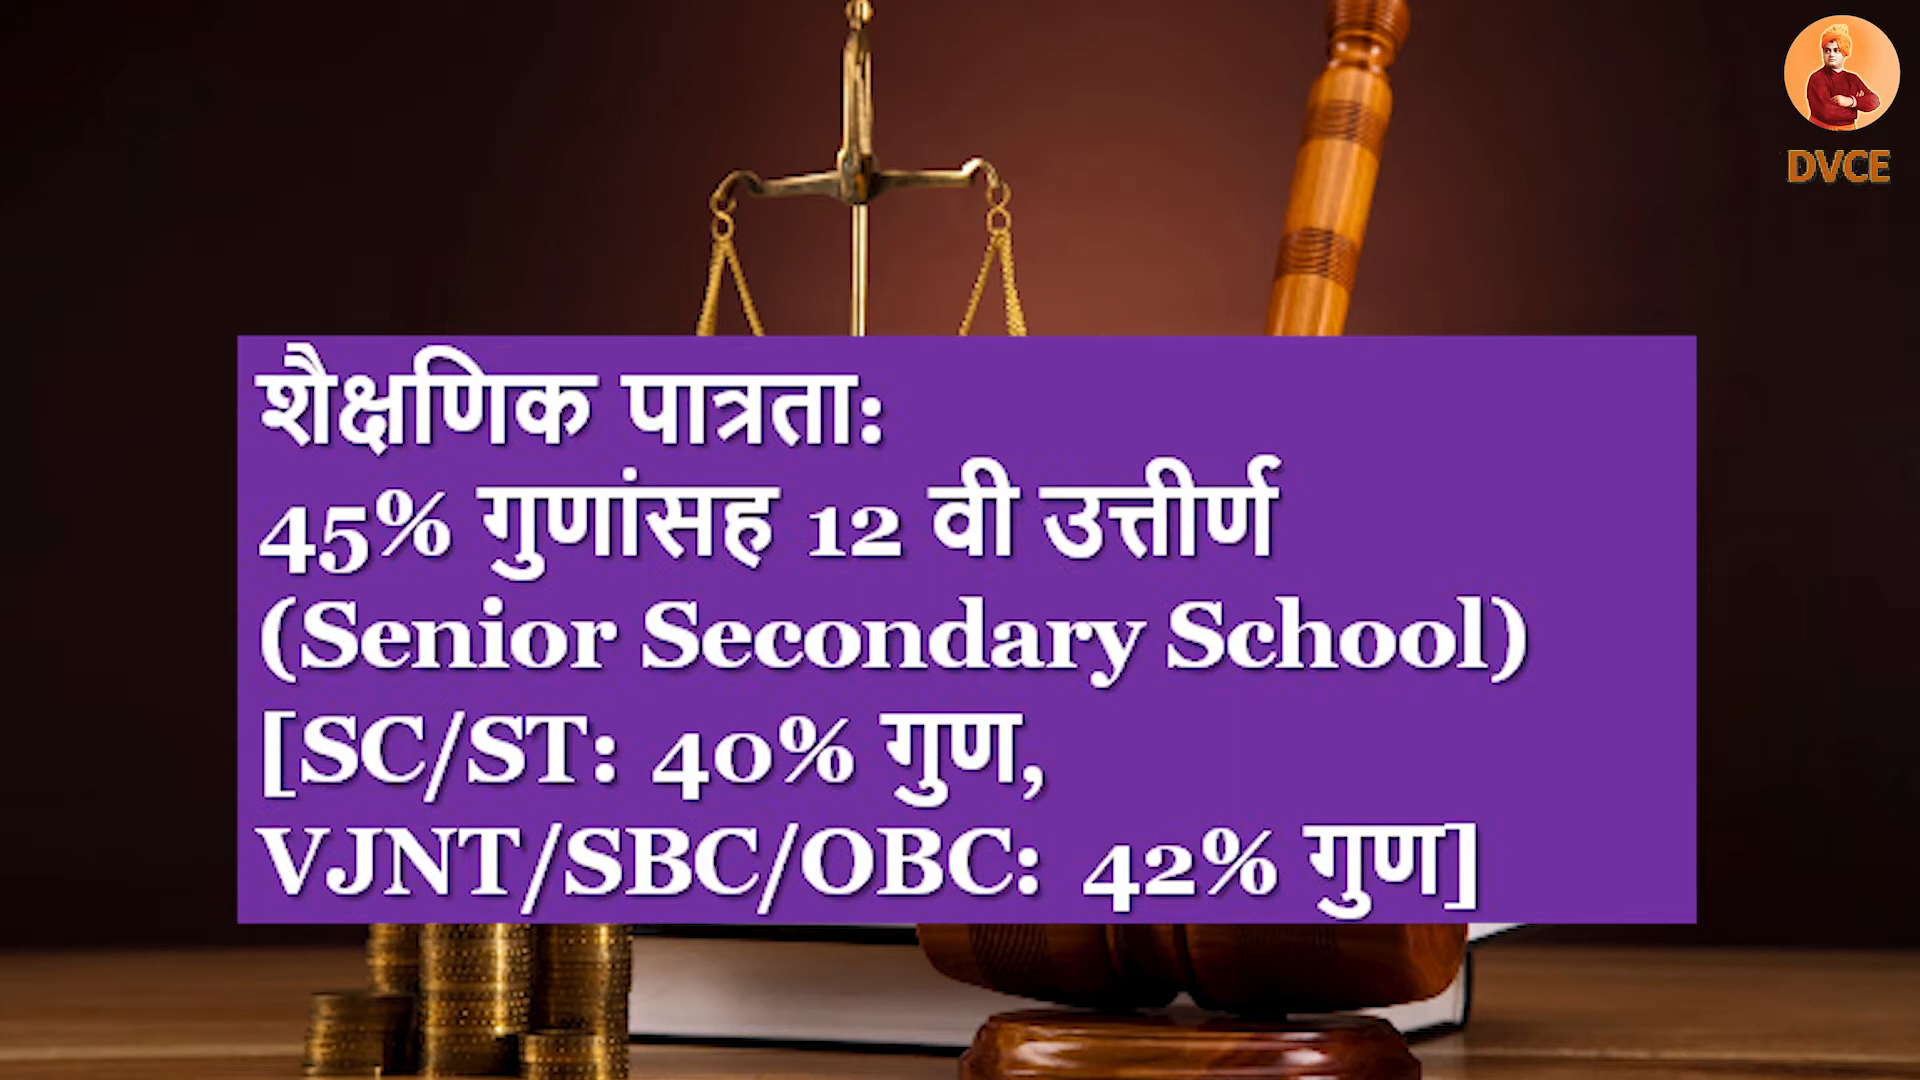 DVCE
शैक्षणिक पात्रता:
45% गुणांसह 12 वी उत्तीर्ण
(Senior Secondary School)
[SC/ST: 40% गुण,
VJNT/SBC/OBC: 42% गुण]